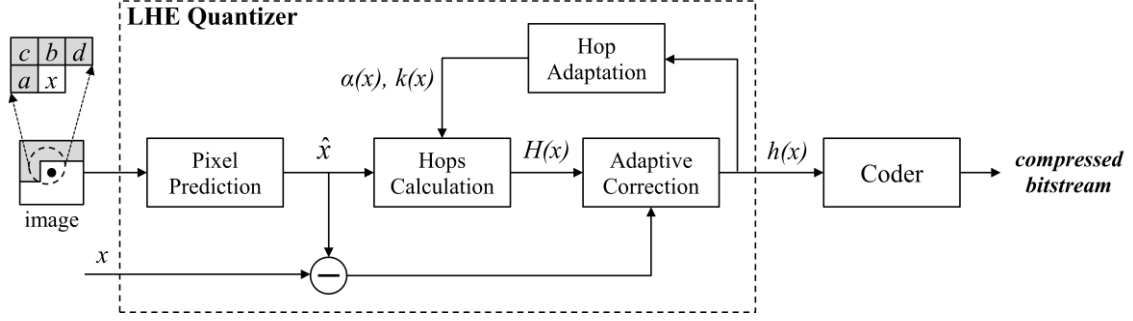 LHE Quantizer
c b d
a x
Hop
Adaptation
α(x), k(x)
image
Pixel
Prediction
x̂
Hops
Calculation
H(x)
Adaptive
Correction
h(x)
Coder
compressed
bitstream
x